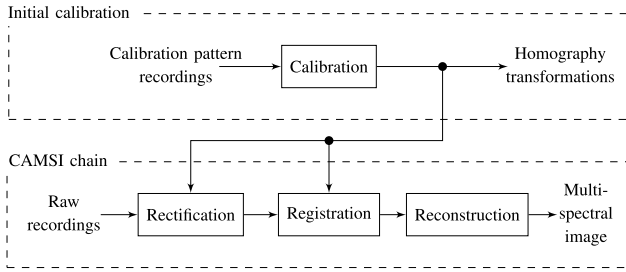 Initial calibration
Calibration pattern
recordings
Calibration
Homography
transformations
CAMSI chain
Raw
recordings
Rectification
Registration
Reconstruction
Multi-
spectral
image